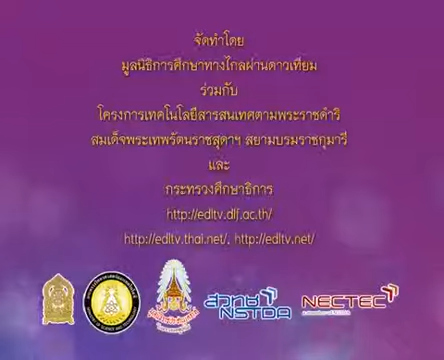 จัดทำโดย
มูลนิธิการศึกษาทางไกลผ่านดาวเทียม
ร่วมกับ
โครงการเทคโนโลยีสารสนเทศตามพระราชดำริ
สมเด็จพระเทพรัตนราชสุดาฯ สยามบรมราชกุมารี
และ
กระทรวงศึกษาธิการ
http://edltv.dlf.ac.th/
http://edltv.thai.net/, http://edltv.net/
สวทช
NSTDA
NECTEC
a member of NSTDA